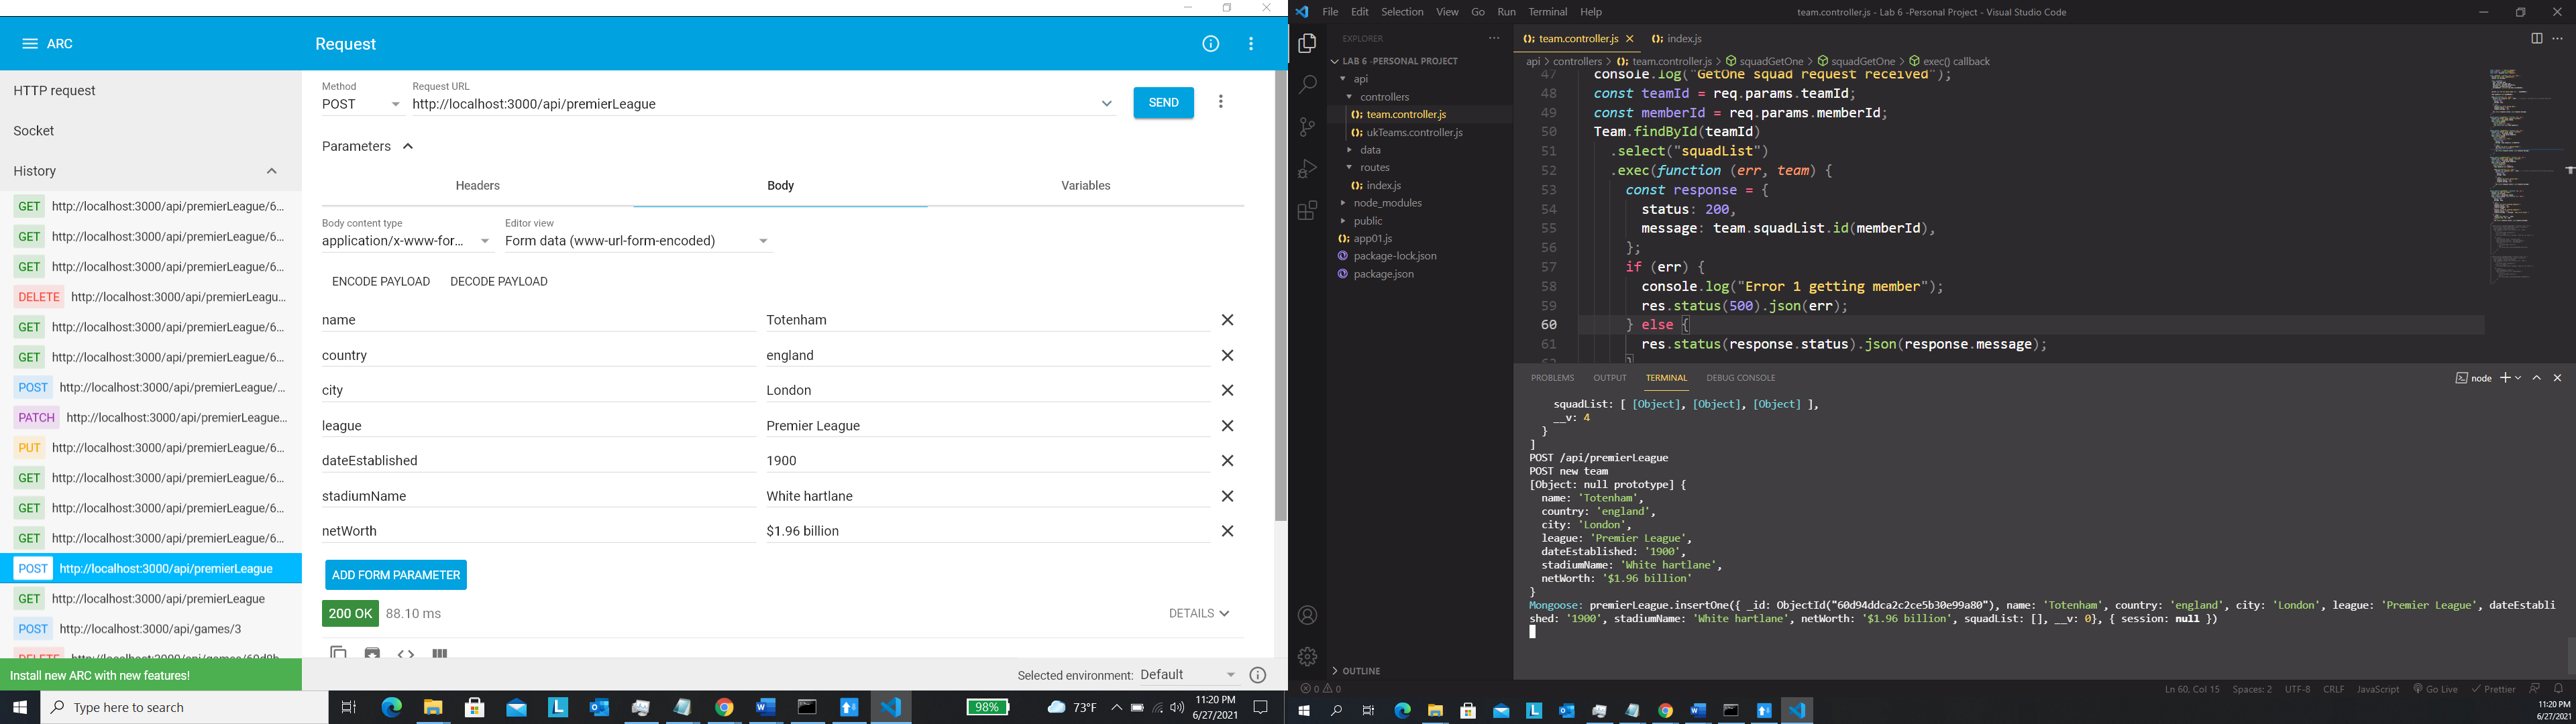 ARC
Request
HTTP request
Socket
History
GET http://localhost:3000/api/premierLeague/6...
GET http://localhost:3000/api/premierLeague/6...
GET http://localhost:3000/api/premierLeague/6...
DELETE http://localhost:3000/api/premierLeagu...
GET http://localhost:3000/api/premierLeague/6...
GET http://localhost:3000/api/premierLeague/6...
POST http://localhost:3000/api/premierLeague/...
PATCH http://localhost:3000/api/premierLeague...
PUT http://localhost:3000/api/premierLeague/6...
GET http://localhost:3000/api/premierLeague/6...
GET http://localhost:3000/api/premierLeague/6...
GET http://localhost:3000/api/premierLeague/6...
POST http://localhost:3000/api/premierLeague
GET http://localhost:3000/api/premierLeague
POST http://localhost:3000/api/games/3
Install new ARC with new features!
Method
POST
Request URL
http://localhost:3000/api/premierLeague
SEND
Parameters
Headers Body Variables
Body content type
application/x-www-for...
Editor view
Form data (www-url-form-encoded)
ENCODE PAYLOAD DECODE PAYLOAD
name Totenham
country england
city London
league Premier League
dateEstablished 1900
stadiumName White hartlane
netWorth $1.96 billion
ADD FORM PARAMETER
200 OK 88.10 ms DETAILS
Selected environment: Default
Type here to search
98%
73°F
11:20 PM
6/27/2021
File Edit Selection View Go Run Terminal Help
team.controller.js - Lab 6 -Personal Project - Visual Studio Code
EXPLORER
LAB 6 -PERSONAL PROJECT
api
controllers
team.controller.js
ukTeams.controller.js
data
routes
index.js
node_modules
public
app01.js
package-lock.json
package.json
OUTLINE
team.controller.js index.js
api > controllers > team.controller.js > squadGetOne > squadGetOne > exec() callback
47 console.log("GetOne squad request received");
48 const teamId = req.params.teamId;
49 const memberId = req.params.memberId;
50 Team.findById(teamId)
51 .select("squadList")
52 .exec(function (err, team) {
53 const response = {
54 status: 200,
55 message: team.squadList.id(memberId),
56 };
57 if (err) {
58 console.log("Error 1 getting member");
59 res.status(500).json(err);
60 } else {
61 res.status(response.status).json(response.message);
PROBLEMS OUTPUT TERMINAL DEBUG CONSOLE
node
squadList: [ [Object], [Object], [Object] ],
__v: 4
}
]
POST /api/premierLeague
POST new team
[Object: null prototype] {
name: 'Totenham',
country: 'england',
city: 'London',
league: 'Premier League',
dateEstablished: '1900',
stadiumName: 'White hartlane',
netWorth: '$1.96 billion'
}
Mongoose: premierLeague.insertOne({ _id: ObjectId("60d94ddca2c2ce5b30e99a80"), name: 'Totenham', country: 'england', city: 'London', league: 'Premier League', dateEstabli
shed: '1900', stadiumName: 'White hartlane', netWorth: '$1.96 billion', squadList: [], __v: 0}, { session: null })
0 0
Ln 60, Col 15 Spaces: 2 UTF-8 CRLF JavaScript Go Live Prettier
11:20 PM
6/27/2021